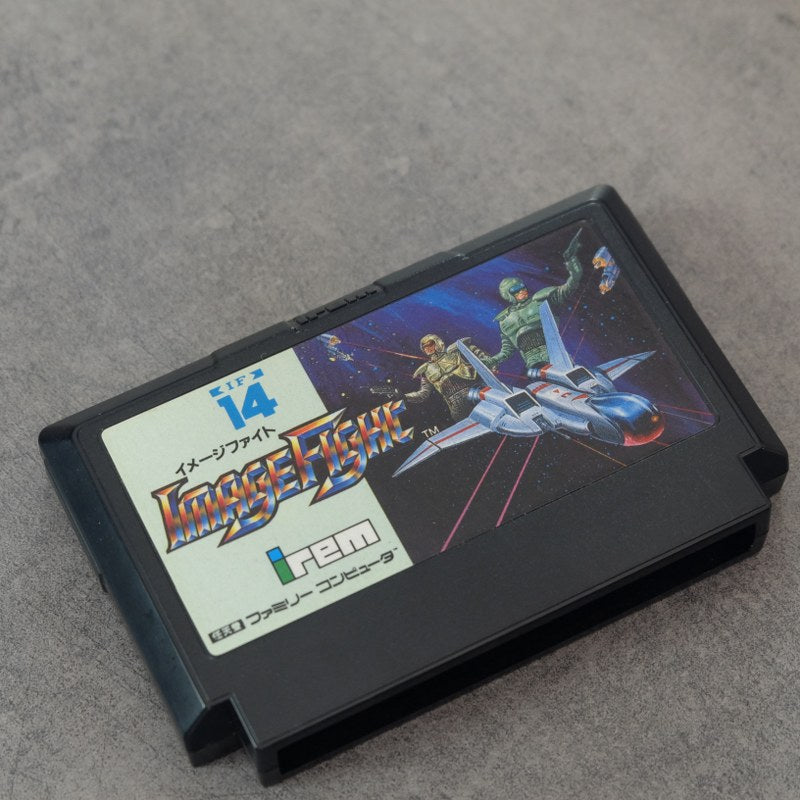 IF
14
イメージファイト
IMAGE FIGHT TM
irem
任天堂 ファミリー コンピュータ TM